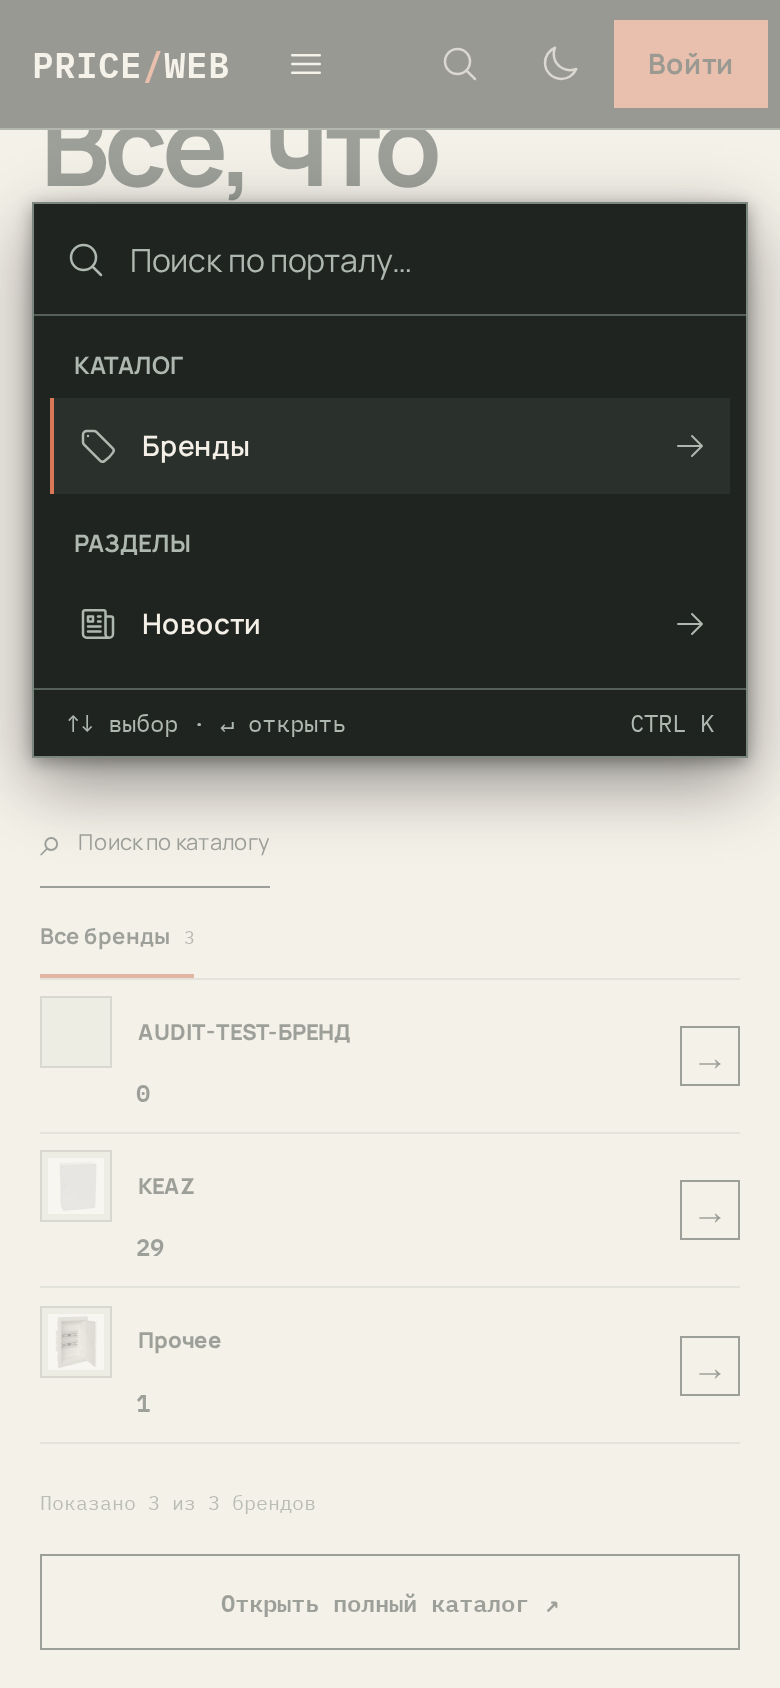 PRICE/WEB
Войти
Все, что
Поиск по порталу…
КАТАЛОГ
Бренды
РАЗДЕЛЫ
Новости
↑↓ выбор · ↵ открыть CTRL K
Поиск по каталогу
Все бренды 3
AUDIT-TEST-БРЕНД
0
KEAZ
29
Прочее
1
Показано 3 из 3 брендов
Открыть полный каталог ↗